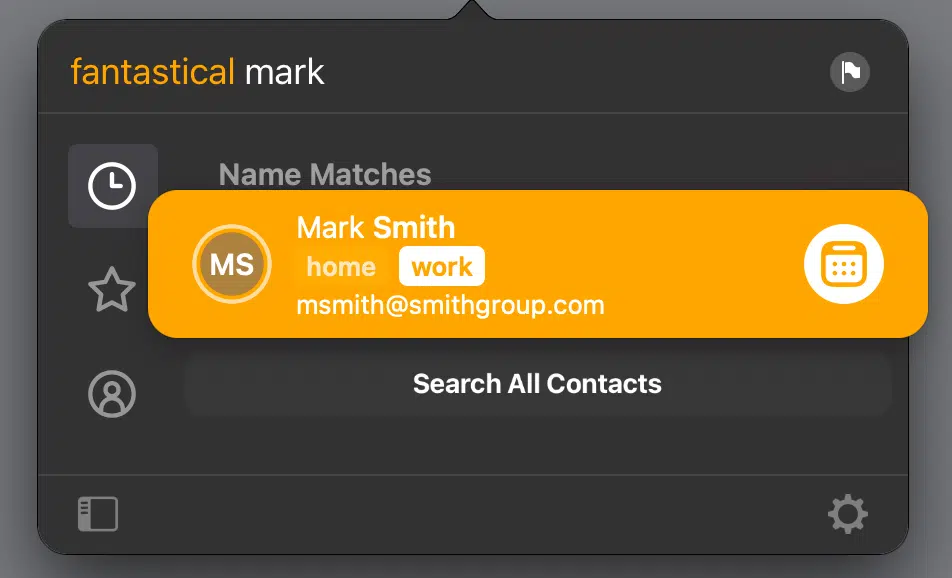 fantastical mark
Name Matches
MS
Mark Smith
home work
msmith@smithgroup.com
Search All Contacts